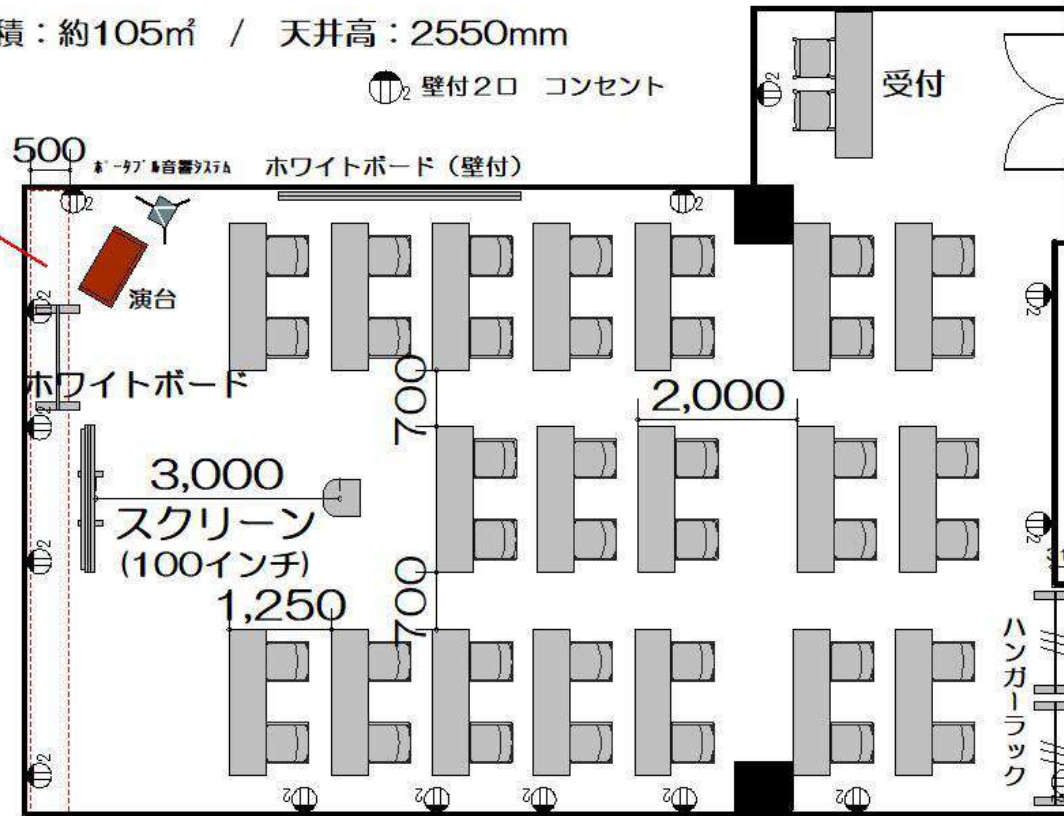 積：約105㎡ / 天井高：2550mm
2 壁付2口 コンセント
受付
500
ﾎﾟｰﾀﾌﾞﾙ音響ｼｽﾃﾑ
ホワイトボード（壁付）
演台
ホワイトボード
700
2,000
3,000
スクリーン
(100インチ)
700
1,250
ハンガーラック